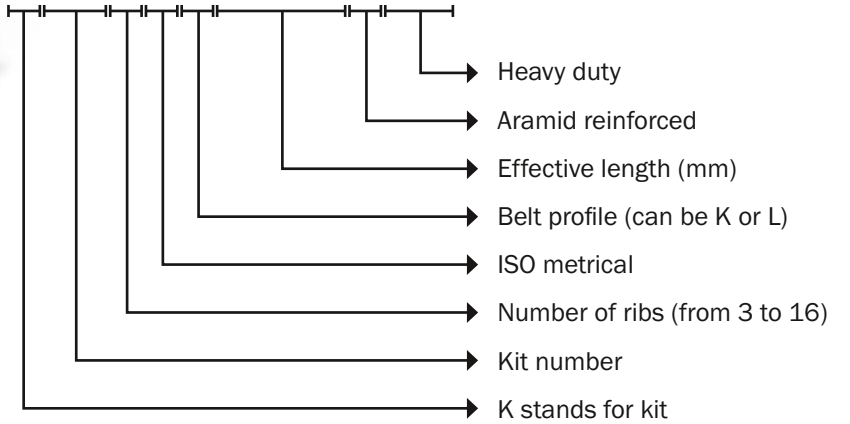 Heavy duty
Aramid reinforced
Effective length (mm)
Belt profile (can be K or L)
ISO metrical
Number of ribs (from 3 to 16)
Kit number
K stands for kit